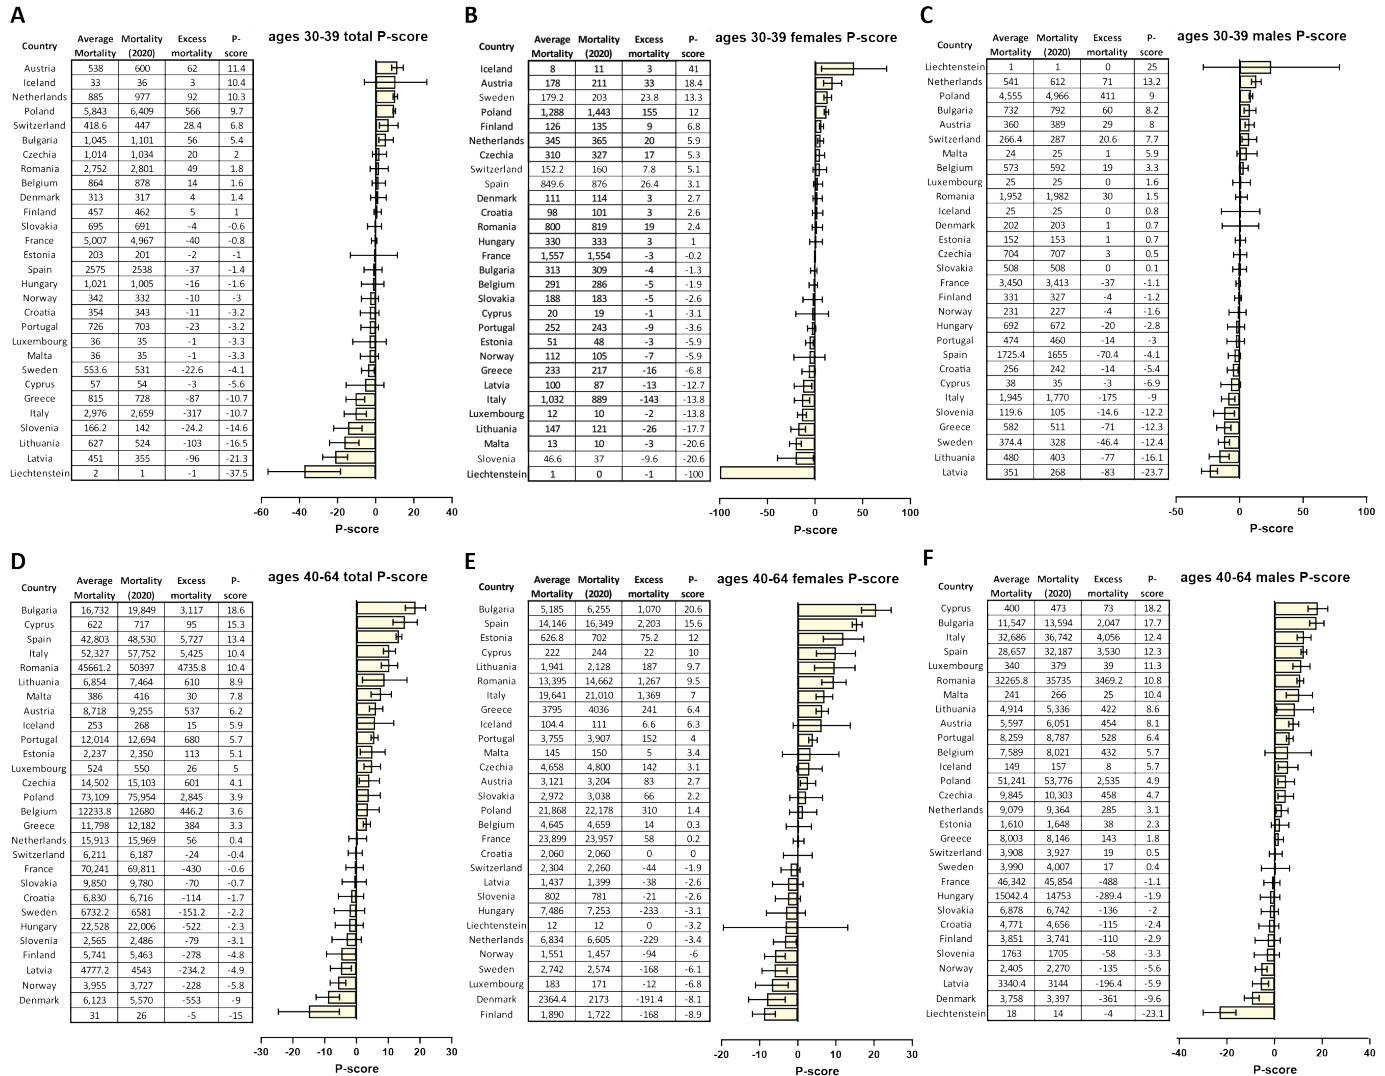 A
ages 30-39 total P-score
Country Average Mortality Mortality (2020) Excess mortality P-score
Austria 538 600 62 11.4
Iceland 33 36 3 10.4
Netherlands 885 977 92 10.3
Poland 5,843 6,409 566 9.7
Switzerland 418.6 447 28.4 6.8
Bulgaria 1,045 1,101 56 5.4
Czechia 1,014 1,034 20 2
Romania 2,752 2,801 49 1.8
Belgium 864 878 14 1.6
Denmark 313 317 4 1.4
Finland 457 462 5 1
Slovakia 695 691 -4 -0.6
France 5,007 4,967 -40 -0.8
Estonia 203 201 -2 -1
Spain 2575 2538 -37 -1.4
Hungary 1,021 1,005 -16 -1.6
Norway 342 332 -10 -3
Croatia 354 343 -11 -3.2
Portugal 726 703 -23 -3.2
Luxembourg 36 35 -1 -3.3
Malta 36 35 -1 -3.3
Sweden 553.6 531 -22.6 -4.1
Cyprus 57 54 -3 -5.6
Greece 815 728 -87 -10.7
Italy 2,976 2,659 -317 -10.7
Slovenia 166.2 142 -24.2 -14.6
Lithuania 627 524 -103 -16.5
Latvia 451 355 -96 -21.3
Liechtenstein 2 1 -1 -37.5
-60 -40 -20 0 20 40
P-score
B
ages 30-39 females P-score
Country Average Mortality Mortality (2020) Excess mortality P-score
Iceland 8 11 3 41
Austria 178 211 33 18.4
Sweden 179.2 203 23.8 13.3
Poland 1,288 1,443 155 12
Finland 126 135 9 6.8
Netherlands 345 365 20 5.9
Czechia 310 327 17 5.3
Switzerland 152.2 160 7.8 5.1
Spain 849.6 876 26.4 3.1
Denmark 111 114 3 2.7
Croatia 98 101 3 2.6
Romania 800 819 19 2.4
Hungary 330 333 3 1
France 1,557 1,554 -3 -0.2
Bulgaria 313 309 -4 -1.3
Belgium 291 286 -5 -1.9
Slovakia 188 183 -5 -2.6
Cyprus 20 19 -1 -3.1
Portugal 252 243 -9 -3.6
Estonia 51 48 -3 -5.9
Norway 112 105 -7 -5.9
Greece 233 217 -16 -6.8
Latvia 100 87 -13 -12.7
Italy 1,032 889 -143 -13.8
Luxembourg 12 10 -2 -13.8
Lithuania 147 121 -26 -17.7
Malta 13 10 -3 -20.6
Slovenia 46.6 37 -9.6 -20.6
Liechtenstein 1 0 -1 -100
-100 -50 0 50 100
P-score
C
ages 30-39 males P-score
Country Average Mortality Mortality (2020) Excess mortality P-score
Liechtenstein 1 1 0 25
Netherlands 541 612 71 13.2
Poland 4,555 4,966 411 9
Bulgaria 732 792 60 8.2
Austria 360 389 29 8
Switzerland 266.4 287 20.6 7.7
Malta 24 25 1 5.9
Belgium 573 592 19 3.3
Luxembourg 25 25 0 1.6
Romania 1,952 1,982 30 1.5
Iceland 25 25 0 0.8
Denmark 202 203 1 0.7
Estonia 152 153 1 0.7
Czechia 704 707 3 0.5
Slovakia 508 508 0 0.1
France 3,450 3,413 -37 -1.1
Finland 331 327 -4 -1.2
Norway 231 227 -4 -1.6
Hungary 692 672 -20 -2.8
Portugal 474 460 -14 -3
Spain 1725.4 1655 -70.4 -4.1
Croatia 256 242 -14 -5.4
Cyprus 38 35 -3 -6.9
Italy 1,945 1,770 -175 -9
Slovenia 119.6 105 -14.6 -12.2
Greece 582 511 -71 -12.3
Sweden 374.4 328 -46.4 -12.4
Lithuania 480 403 -77 -16.1
Latvia 351 268 -83 -23.7
-50 0 50 100
P-score
D
ages 40-64 total P-score
Country Average Mortality Mortality (2020) Excess mortality P-score
Bulgaria 16,732 19,849 3,117 18.6
Cyprus 622 717 95 15.3
Spain 42,803 48,530 5,727 13.4
Italy 52,327 57,752 5,425 10.4
Romania 45661.2 50397 4735.8 10.4
Lithuania 6,854 7,464 610 8.9
Malta 386 416 30 7.8
Austria 8,718 9,255 537 6.2
Iceland 253 268 15 5.9
Portugal 12,014 12,694 680 5.7
Estonia 2,237 2,350 113 5.1
Luxembourg 524 550 26 5
Czechia 14,502 15,103 601 4.1
Poland 73,109 75,954 2,845 3.9
Belgium 12233.8 12680 446.2 3.6
Greece 11,798 12,182 384 3.3
Netherlands 15,913 15,969 56 0.4
Switzerland 6,211 6,187 -24 -0.4
France 70,241 69,811 -430 -0.6
Slovakia 9,850 9,780 -70 -0.7
Croatia 6,830 6,716 -114 -1.7
Sweden 6732.2 6581 -151.2 -2.2
Hungary 22,528 22,006 -522 -2.3
Slovenia 2,565 2,486 -79 -3.1
Finland 5,741 5,463 -278 -4.8
Latvia 4777.2 4543 -234.2 -4.9
Norway 3,955 3,727 -228 -5.8
Denmark 6,123 5,570 -553 -9
31 26 -5 -15
-30 -20 -10 0 10 20 30
P-score
E
ages 40-64 females P-score
Country Average Mortality Mortality (2020) Excess mortality P-score
Bulgaria 5,185 6,255 1,070 20.6
Spain 14,146 16,349 2,203 15.6
Estonia 626.8 702 75.2 12
Cyprus 222 244 22 10
Lithuania 1,941 2,128 187 9.7
Romania 13,395 14,662 1,267 9.5
Italy 19,641 21,010 1,369 7
Greece 3795 4036 241 6.4
Iceland 104.4 111 6.6 6.3
Portugal 3,755 3,907 152 4
Malta 145 150 5 3.4
Czechia 4,658 4,800 142 3.1
Austria 3,121 3,204 83 2.7
Slovakia 2,972 3,038 66 2.2
Poland 21,868 22,178 310 1.4
Belgium 4,645 4,659 14 0.3
France 23,899 23,957 58 0.2
Croatia 2,060 2,060 0 0
Switzerland 2,304 2,260 -44 -1.9
Latvia 1,437 1,399 -38 -2.6
Slovenia 802 781 -21 -2.6
Hungary 7,486 7,253 -233 -3.1
Liechtenstein 12 12 0 -3.2
Netherlands 6,834 6,605 -229 -3.4
Norway 1,551 1,457 -94 -6
Sweden 2,742 2,574 -168 -6.1
Luxembourg 183 171 -12 -6.8
Denmark 2364.4 2173 -191.4 -8.1
Finland 1,890 1,722 -168 -8.9
-20 -10 0 10 20 30
P-score
F
ages 40-64 males P-score
Country Average Mortality Mortality (2020) Excess mortality P-score
Cyprus 400 473 73 18.2
Bulgaria 11,547 13,594 2,047 17.7
Italy 32,686 36,742 4,056 12.4
Spain 28,657 32,187 3,530 12.3
Luxembourg 340 379 39 11.3
Romania 32265.8 35735 3469.2 10.8
Malta 241 266 25 10.4
Lithuania 4,914 5,336 422 8.6
Austria 5,597 6,051 454 8.1
Portugal 8,259 8,787 528 6.4
Belgium 7,589 8,021 432 5.7
Iceland 149 157 8 5.7
Poland 51,241 53,776 2,535 4.9
Czechia 9,845 10,303 458 4.7
Netherlands 9,079 9,364 285 3.1
Estonia 1,610 1,648 38 2.3
Greece 8,003 8,146 143 1.8
Switzerland 3,908 3,927 19 0.5
Sweden 3,990 4,007 17 0.4
France 46,342 45,854 -488 -1.1
Hungary 15042.4 14753 -289.4 -1.9
Slovakia 6,878 6,742 -136 -2
Croatia 4,771 4,656 -115 -2.4
Finland 3,851 3,741 -110 -2.9
Slovenia 1763 1705 -58 -3.3
Norway 2,405 2,270 -135 -5.6
Latvia 3340.4 3144 -196.4 -5.9
Denmark 3,758 3,397 -361 -9.6
Liechtenstein 18 14 -4 -23.1
-40 -20 0 20 40
P-score